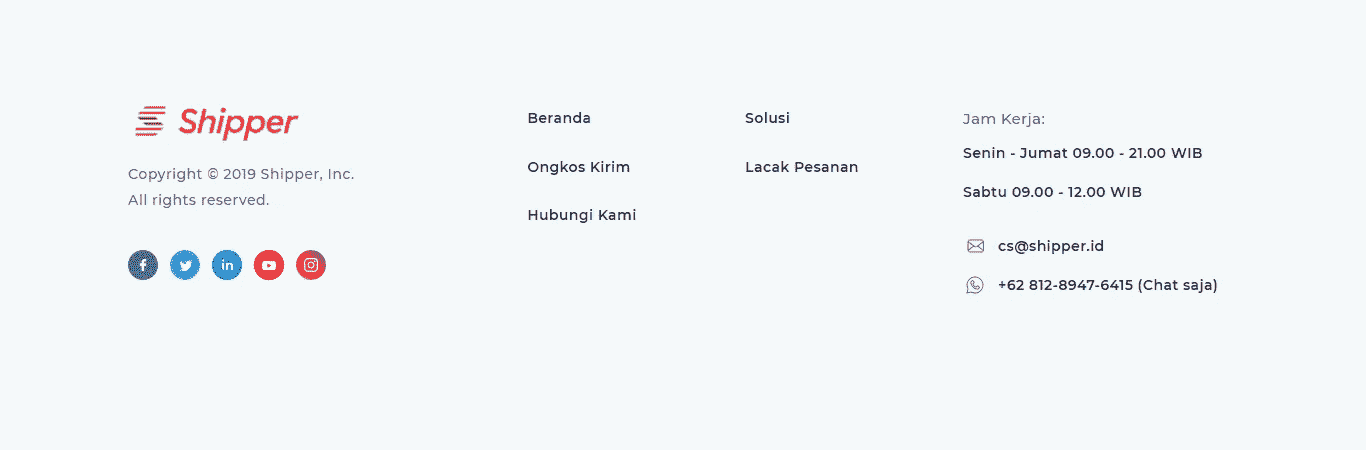 Shipper
Copyright © 2019 Shipper, Inc.
All rights reserved.
Beranda
Ongkos Kirim
Hubungi Kami
Solusi
Lacak Pesanan
Jam Kerja:
Senin - Jumat 09.00 - 21.00 WIB
Sabtu 09.00 - 12.00 WIB
cs@shipper.id
+62 812-8947-6415 (Chat saja)